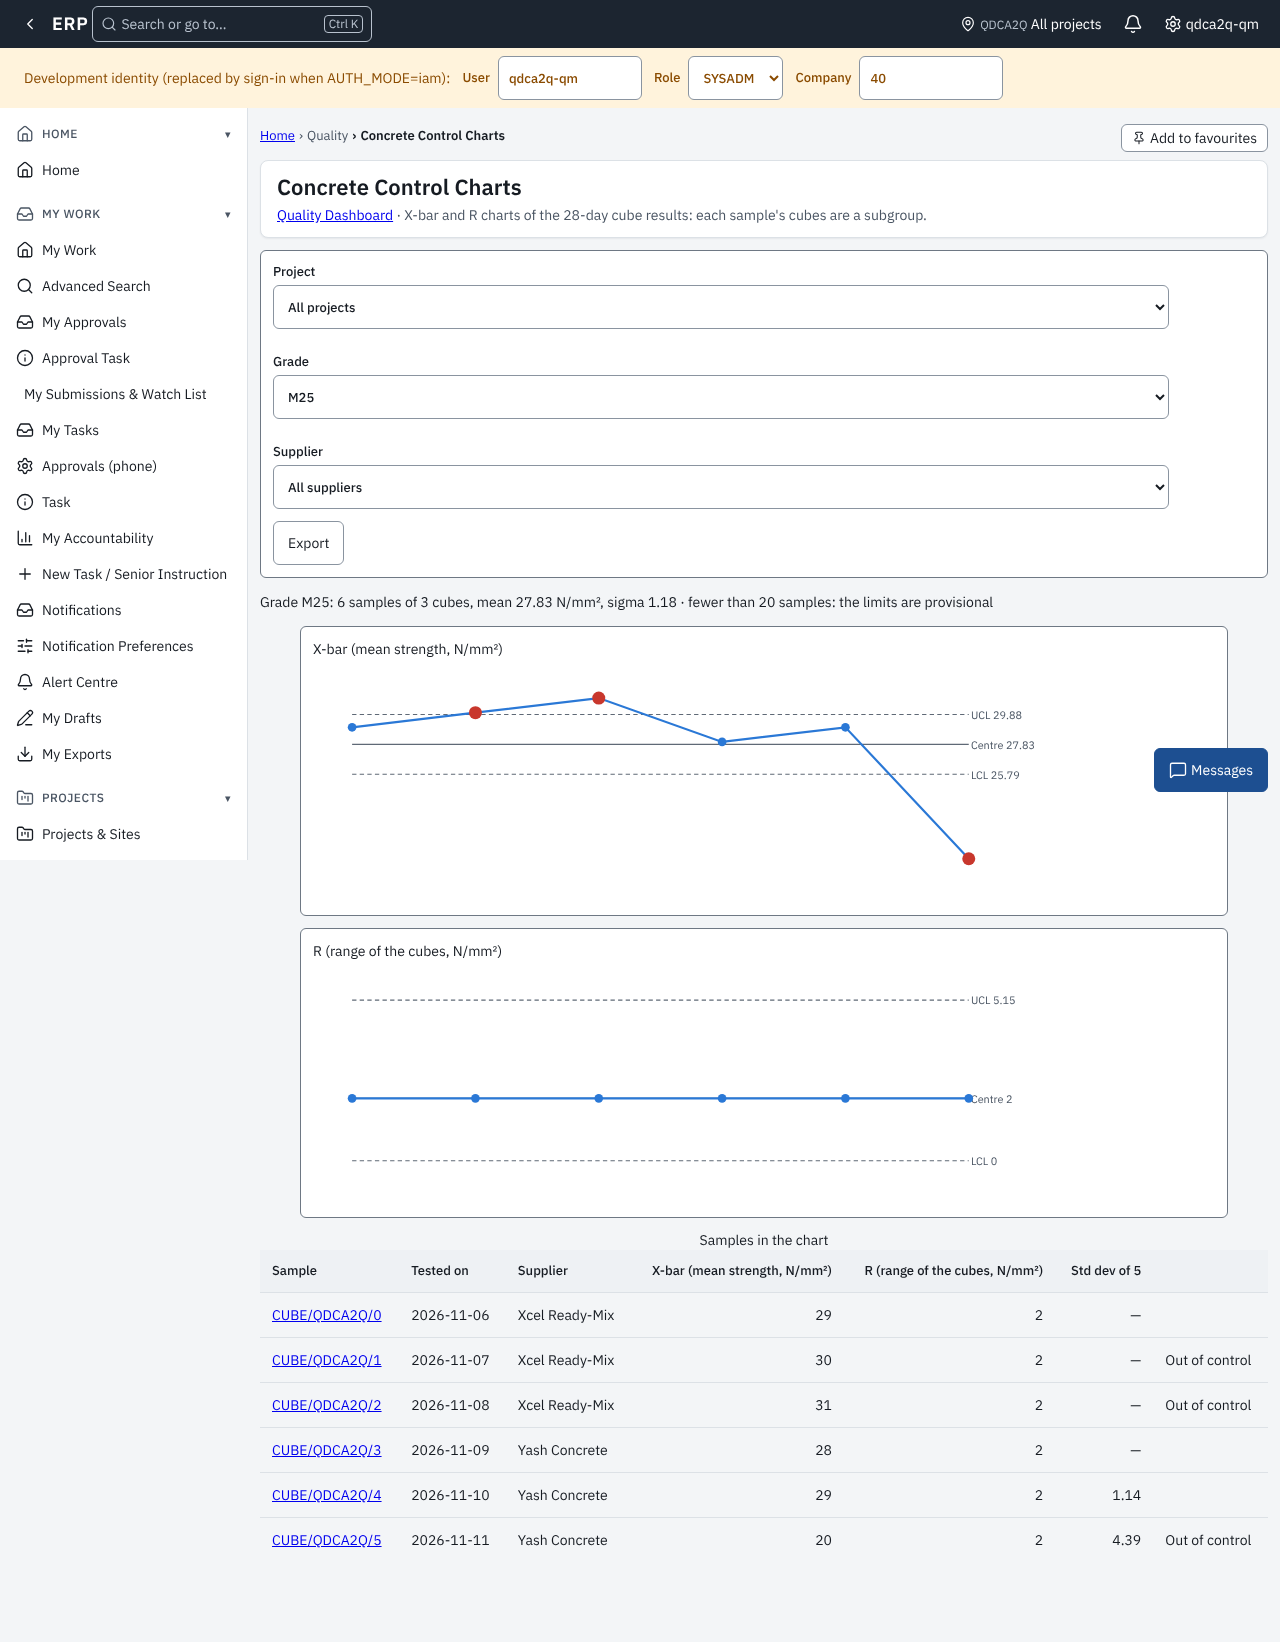 ERP
Search or go to...
Ctrl K
QDCA2Q All projects
qdca2q-qm
Development identity (replaced by sign-in when AUTH_MODE=iam):
User
qdca2q-qm
Role
SYSADM
Company
40
HOME
Home
MY WORK
My Work
Advanced Search
My Approvals
Approval Task
My Submissions & Watch List
My Tasks
Approvals (phone)
Task
My Accountability
New Task / Senior Instruction
Notifications
Notification Preferences
Alert Centre
My Drafts
My Exports
PROJECTS
Projects & Sites
Home › Quality › Concrete Control Charts
Add to favourites
Concrete Control Charts
Quality Dashboard · X-bar and R charts of the 28-day cube results: each sample's cubes are a subgroup.
Project
All projects
Grade
M25
Supplier
All suppliers
Export
Grade M25: 6 samples of 3 cubes, mean 27.83 N/mm², sigma 1.18 · fewer than 20 samples: the limits are provisional
X-bar (mean strength, N/mm²)
UCL 29.88
Centre 27.83
LCL 25.79
Messages
R (range of the cubes, N/mm²)
UCL 5.15
Centre 2
LCL 0
Samples in the chart
Sample Tested on Supplier X-bar (mean strength, N/mm²) R (range of the cubes, N/mm²) Std dev of 5
CUBE/QDCA2Q/0 2026-11-06 Xcel Ready-Mix 29 2 —
CUBE/QDCA2Q/1 2026-11-07 Xcel Ready-Mix 30 2 — Out of control
CUBE/QDCA2Q/2 2026-11-08 Xcel Ready-Mix 31 2 — Out of control
CUBE/QDCA2Q/3 2026-11-09 Yash Concrete 28 2 —
CUBE/QDCA2Q/4 2026-11-10 Yash Concrete 29 2 1.14
CUBE/QDCA2Q/5 2026-11-11 Yash Concrete 20 2 4.39 Out of control